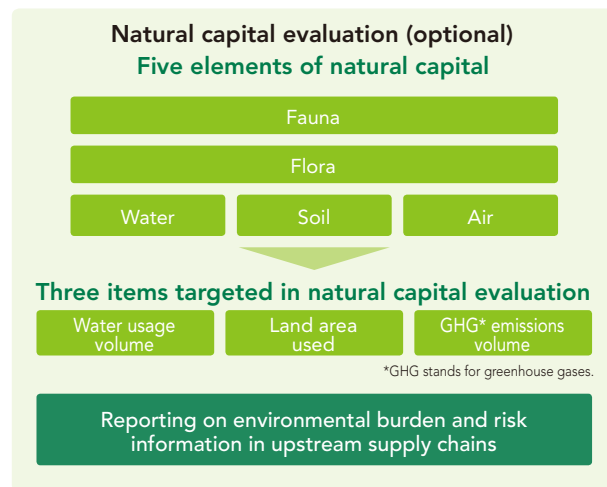 Natural capital evaluation (optional)
Five elements of natural capital
Fauna
Flora
Water Soil Air
Three items targeted in natural capital evaluation
Water usage
volume
Land area
used
GHG* emissions
volume
*GHG stands for greenhouse gases.
Reporting on environmental burden and risk
information in upstream supply chains